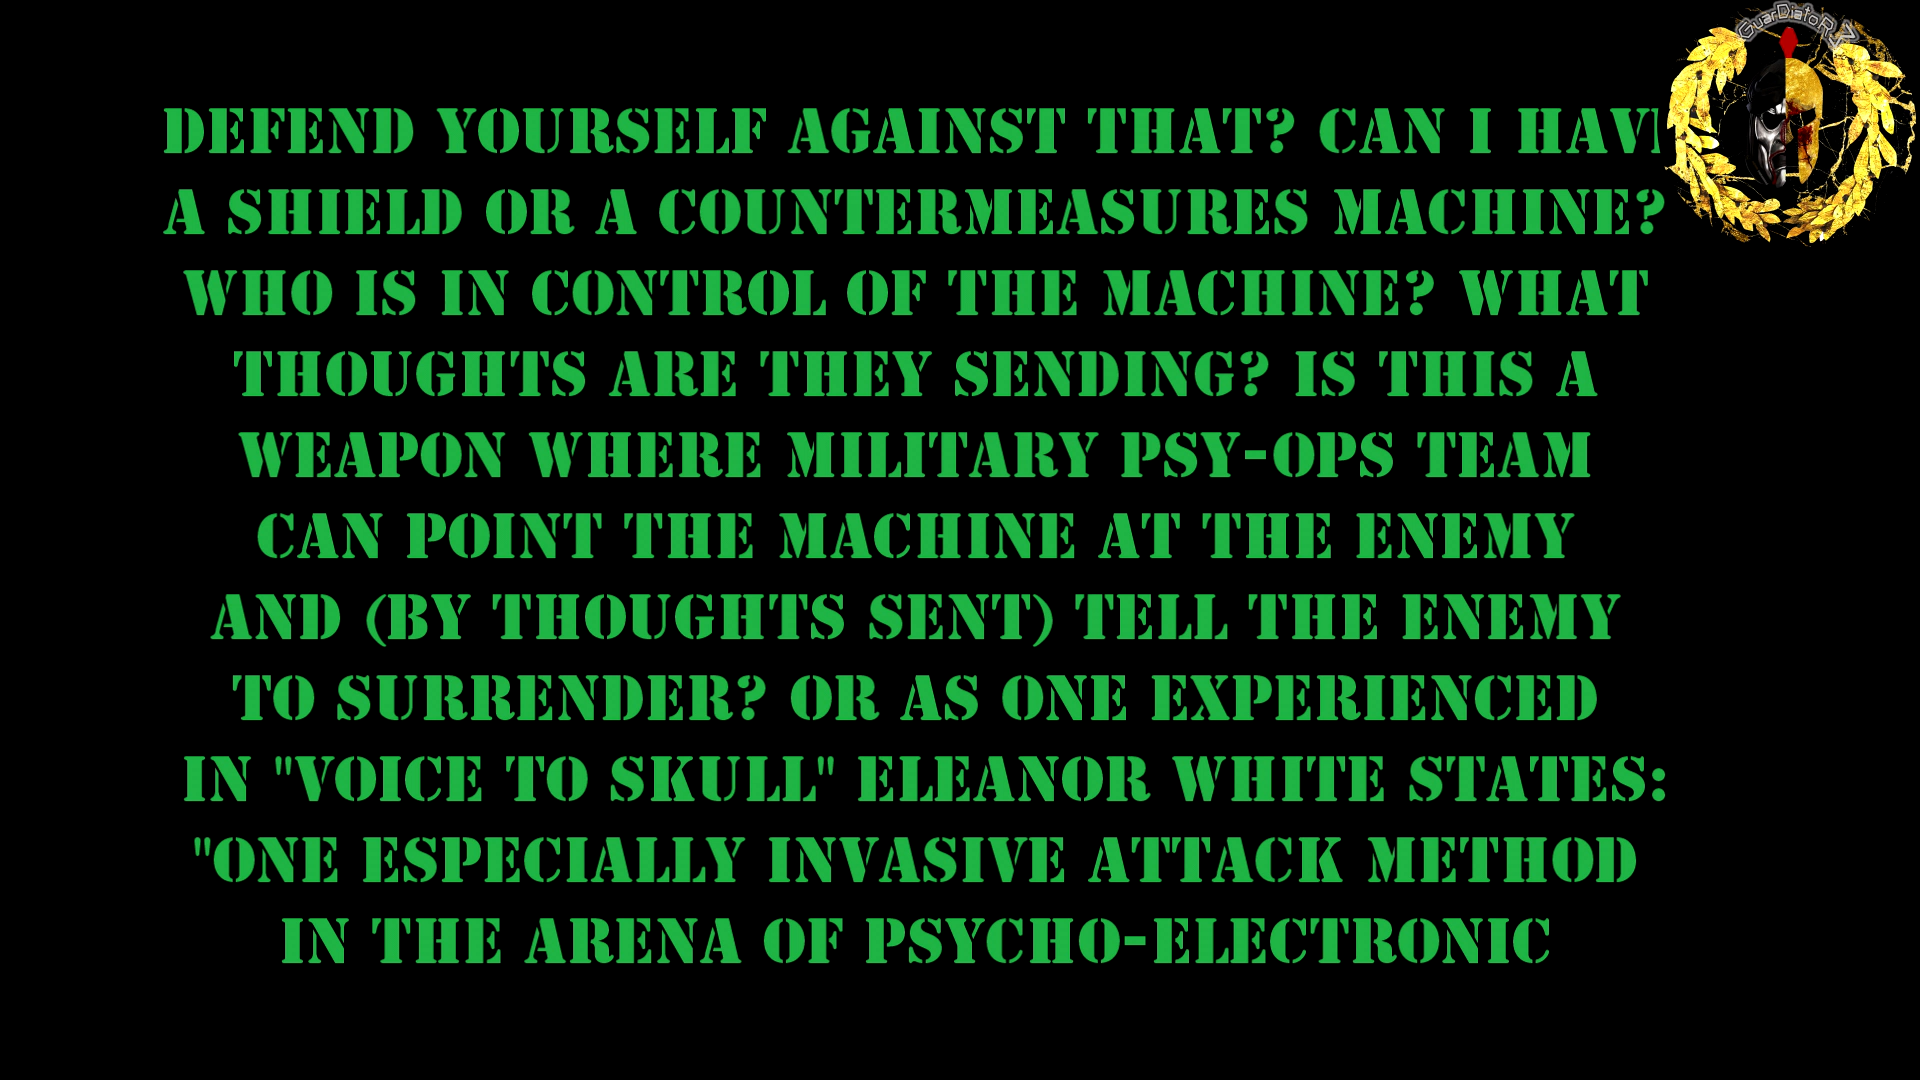 GuarDiatoR
DEFEND YOURSELF AGAINST THAT? CAN I HAV
A SHIELD OR A COUNTERMEASURES MACHINE?
WHO IS IN CONTROL OF THE MACHINE? WHAT
THOUGHTS ARE THEY SENDING? IS THIS A
WEAPON WHERE MILITARY PSY-OPS TEAM
CAN POINT THE MACHINE AT THE ENEMY
AND (BY THOUGHTS SENT) TELL THE ENEMY
TO SURRENDER? OR AS ONE EXPERIENCED
IN "VOICE TO SKULL" ELEANOR WHITE STATES:
"ONE ESPECIALLY INVASIVE ATTACK METHOD
IN THE ARENA OF PSYCHO-ELECTRONIC